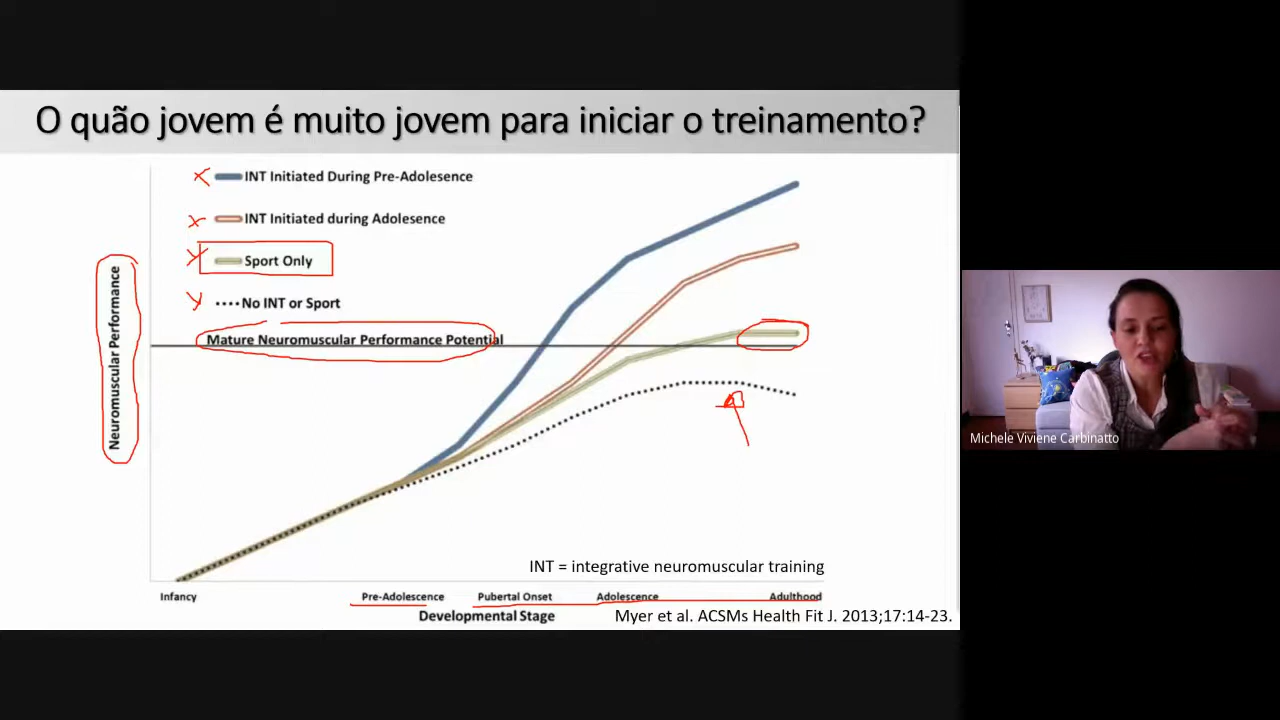 O quão jovem é muito jovem para iniciar o treinamento?
INT Initiated During Pre-Adolesence
INT Initiated during Adolesence
Sport Only
No INT or Sport
Mature Neuromuscular Performance Potential
Neuromuscular Performance
INT = integrative neuromuscular training
Infancy Pre-Adolescence Pubertal Onset Adolescence Adulthood
Developmental Stage
Myer et al. ACSMs Health Fit J. 2013;17:14-23.
Michele Viviene Carbinatto